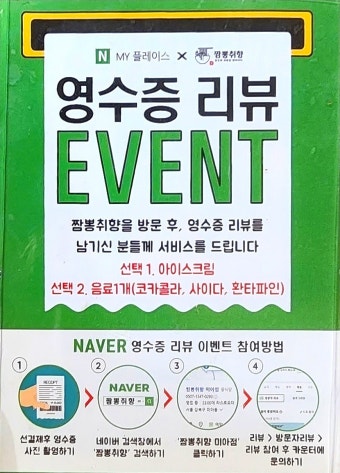 N MY 플레이스 × 짬뽕취향
영수증 리뷰
EVENT
짬뽕취향을 방문 후, 영수증 리뷰를
남기신 분들께 서비스를 드립니다
선택 1. 아이스크림
선택 2. 음료1개(코카콜라, 사이다, 환타파인)
NAVER 영수증 리뷰 이벤트 참여방법
1
RECEIPT
선결제후 영수증
사진 촬영하기
2
NAVER
짬뽕취향
네이버 검색창에서
'짬뽕취향' 검색하기
3
짬뽕취향 미아점
'짬뽕취향 미아점'
클릭하기
4
리뷰 > 방문자리뷰 >
리뷰 참여 후 카운터에
문의하기